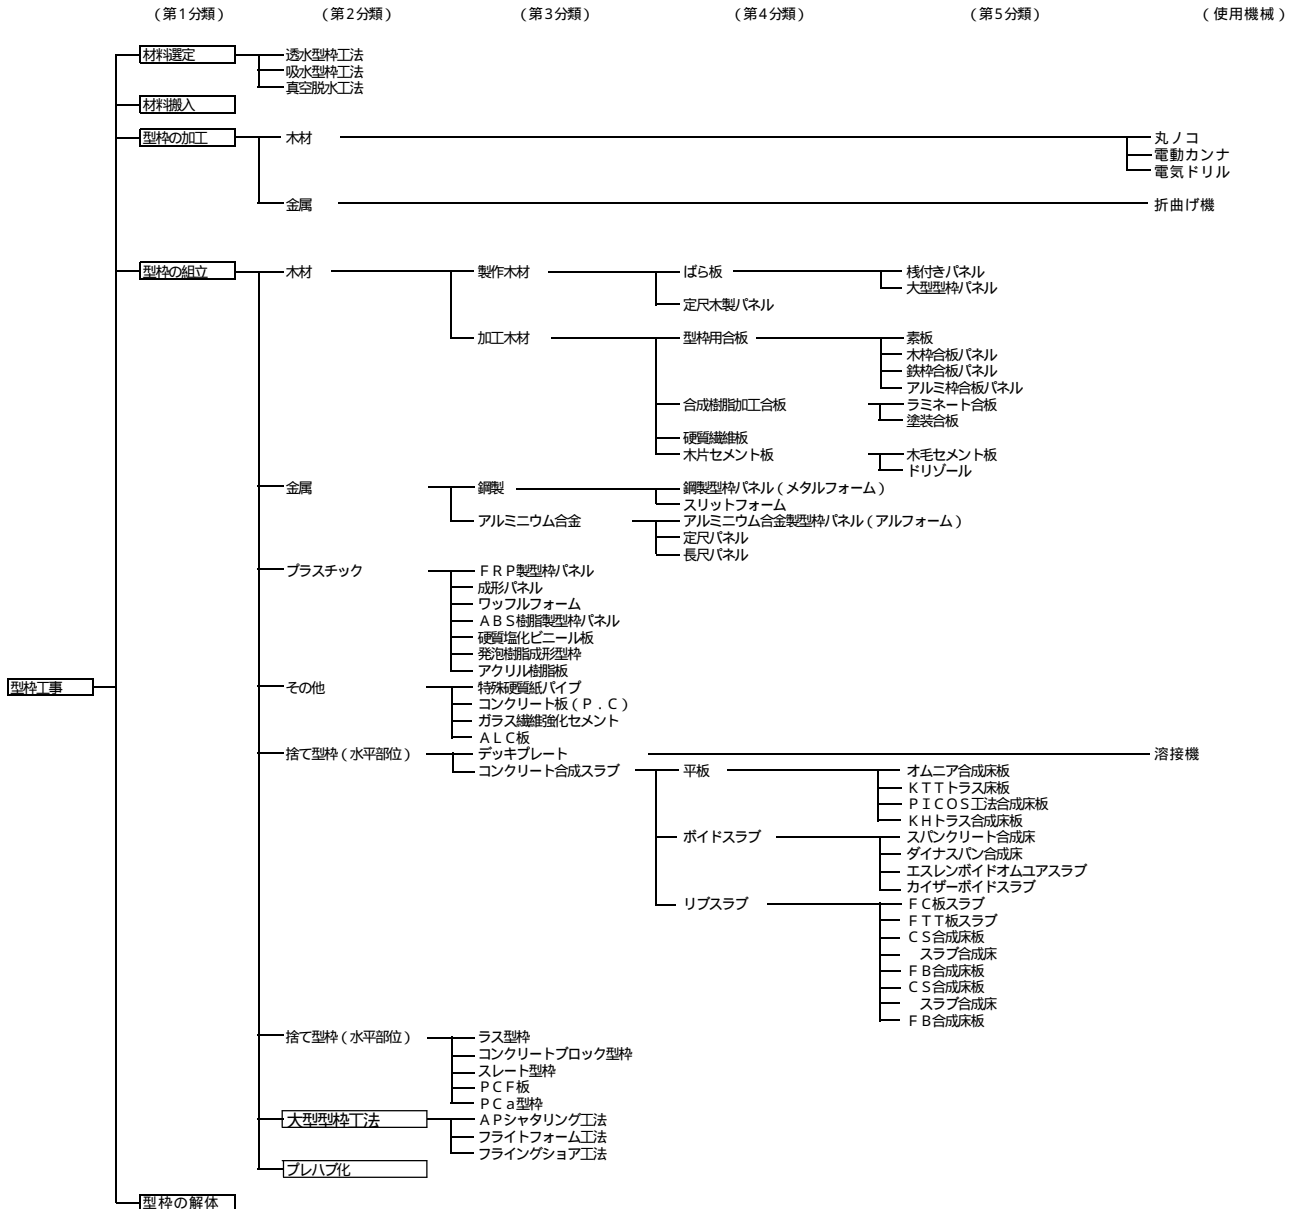 （第１分類） （第２分類） （第３分類） （第４分類） （第５分類） （使用機械）
材料選定 透水型枠工法
吸水型枠工法
真空脱水工法
材料搬入
型枠の加工 木材 丸ノコ
電動カンナ
電気ドリル
金属 折曲げ機
型枠の組立 木材 製作木材 ばら板 桟付きパネル
大型型枠パネル
定尺木製パネル
加工木材 型枠用合板 素板
木枠合板パネル
鉄枠合板パネル
アルミ枠合板パネル
合成樹脂加工合板 ラミネート合板
塗装合板
硬質繊維板
木片セメント板 木毛セメント板
ドリゾール
金属 鋼製 鋼製型枠パネル（メタルフォーム）
スリットフォーム
アルミニウム合金 アルミニウム合金製型枠パネル（アルフォーム）
定尺パネル
長尺パネル
プラスチック ＦＲＰ製型枠パネル
成形パネル
ワッフルフォーム
ＡＢＳ樹脂製型枠パネル
硬質塩化ビニール板
発泡樹脂成形型枠
アクリル樹脂板
型枠工事 その他 特殊硬質紙パイプ
コンクリート板（Ｐ．Ｃ）
ガラス繊維強化セメント
ＡＬＣ板
捨て型枠（水平部位） デッキプレート 溶接機
コンクリート合成スラブ 平板 オムニア合成床板
ＫＴＴトラス床板
ＰＩＣＯＳ工法合成床板
ＫＨトラス合成床板
ボイドスラブ スパンクリート合成床
ダイナスパン合成床
エスレンボイドオムユアスラブ
カイザーボイドスラブ
リブスラブ ＦＣ板スラブ
ＦＴＴ板スラブ
ＣＳ合成床板
スラブ合成床
ＦＢ合成床板
ＣＳ合成床板
スラブ合成床
ＦＢ合成床板
捨て型枠（水平部位） ラス型枠
コンクリートブロック型枠
スレート型枠
ＰＣＦ板
ＰＣａ型枠
大型型枠工法 ＡＰシャタリング工法
フライトフォーム工法
フライングショア工法
プレハブ化
型枠の解体